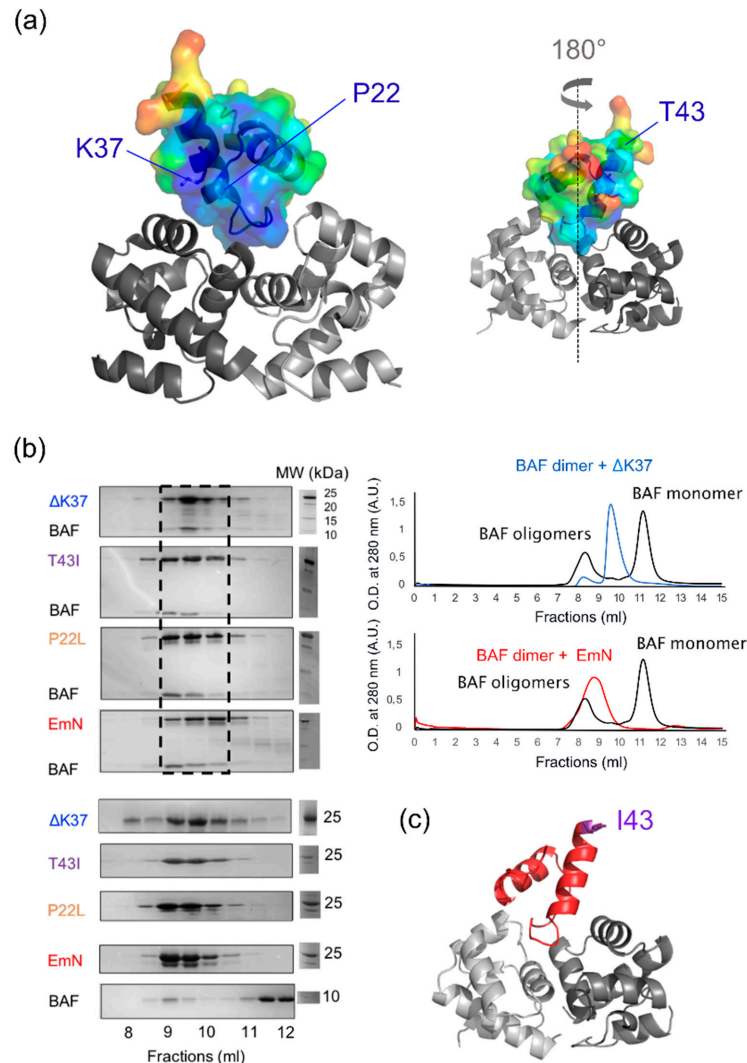 (a)
180°
P22
K37
T43
(b)
MW (kDa)
ΔK37
BAF
25
20
15
10
T43I
BAF
P22L
BAF
EmN
BAF
ΔK37
25
T43I
25
P22L
25
EmN
25
BAF
10
8 9 10 11 12
Fractions (ml)
BAF dimer + ΔK37
O.D. at 280 nm (A.U.)
1,5
1
0,5
0
BAF oligomers
BAF monomer
0 1 2 3 4 5 6 7 8 9 10 11 12 13 14 15
Fractions (ml)
BAF dimer + EmN
O.D. at 280 nm (A.U.)
1,5
1
0,5
0
BAF oligomers
BAF monomer
0 1 2 3 4 5 6 7 8 9 10 11 12 13 14 15
Fractions (ml)
(c)
I43